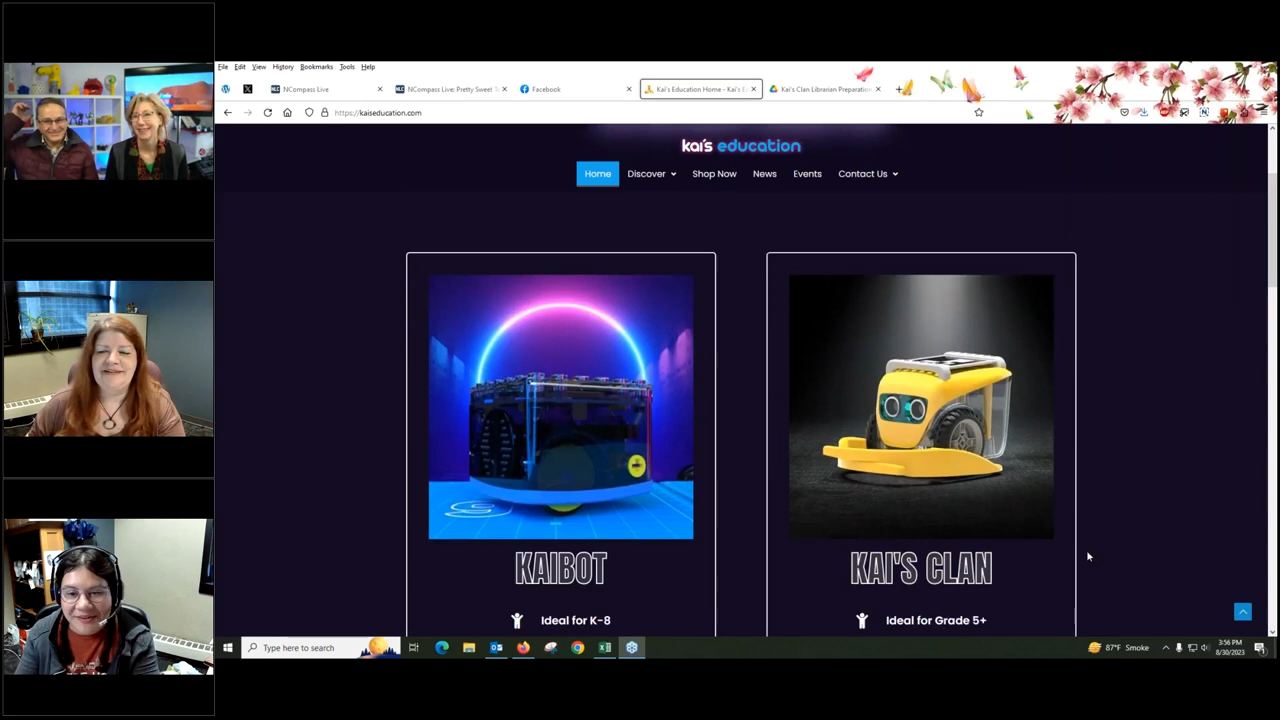 File Edit View History Bookmarks Tools Help
NCompass Live
NCompass Live: Pretty Sweet T
Facebook
Kai's Education Home - Kai's E
Kai's Clan Librarian Preparation
https://kaiseducation.com
kai's education
Home Discover Shop Now News Events Contact Us
KAIBOT
KAI'S CLAN
Ideal for K-8
Ideal for Grade 5+
Type here to search
87°F Smoke
3:56 PM
8/30/2023